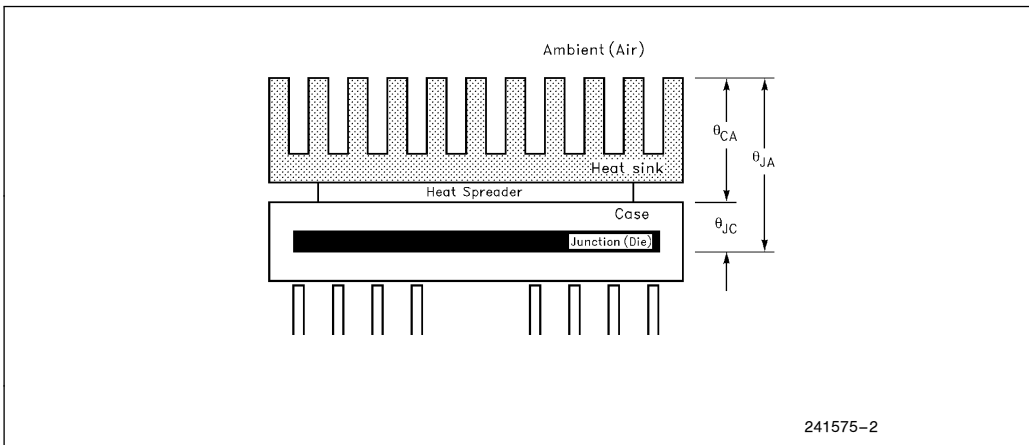 Ambient (Air)
θCA
θJA
Heat sink
Heat Spreader
Case
θJC
Junction (Die)
241575-2